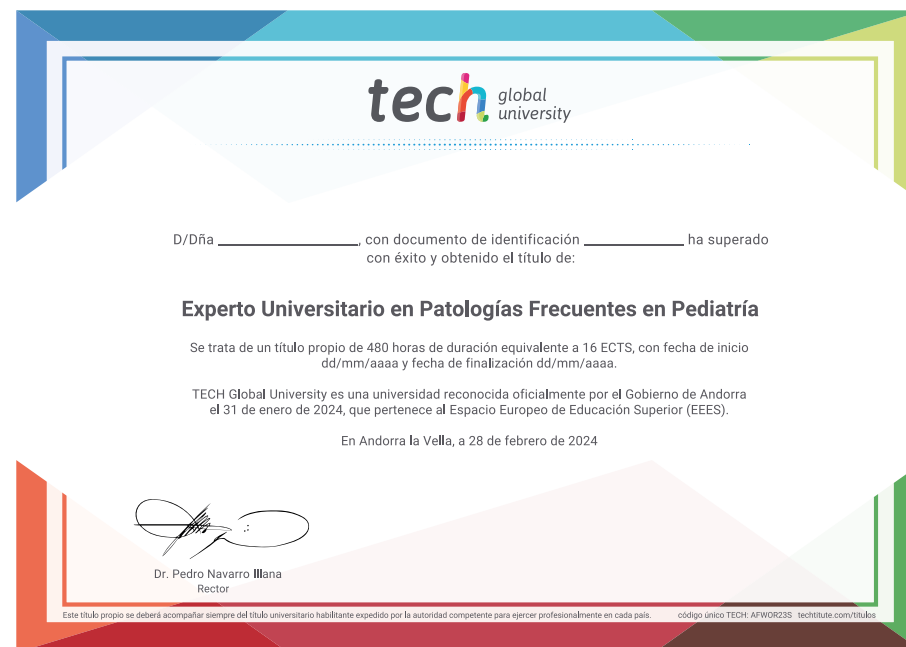 tech global university
D/Dña ____________________, con documento de identificación ______________ ha superado
con éxito y obtenido el título de:
Experto Universitario en Patologías Frecuentes en Pediatría
Se trata de un título propio de 480 horas de duración equivalente a 16 ECTS, con fecha de inicio
dd/mm/aaaa y fecha de finalización dd/mm/aaaa.
TECH Global University es una universidad reconocida oficialmente por el Gobierno de Andorra
el 31 de enero de 2024, que pertenece al Espacio Europeo de Educación Superior (EEES).
En Andorra la Vella, a 28 de febrero de 2024
Dr. Pedro Navarro Illana
Rector
Este título propio se deberá acompañar siempre del título universitario habilitante expedido por la autoridad competente para ejercer profesionalmente en cada país. código único TECH: AFWOR23S techtitute.com/titulos